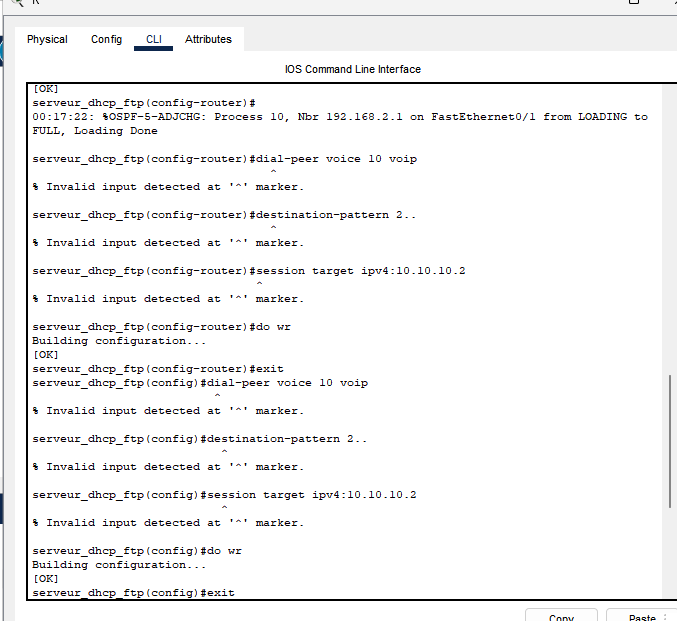 Physical Config CLI Attributes
IOS Command Line Interface
[OK]
serveur_dhcp_ftp(config-router)#
00:17:22: %OSPF-5-ADJCHG: Process 10, Nbr 192.168.2.1 on FastEthernet0/1 from LOADING to
FULL, Loading Done
serveur_dhcp_ftp(config-router)#dial-peer voice 10 voip
^
% Invalid input detected at '^' marker.
serveur_dhcp_ftp(config-router)#destination-pattern 2..
^
% Invalid input detected at '^' marker.
serveur_dhcp_ftp(config-router)#session target ipv4:10.10.10.2
^
% Invalid input detected at '^' marker.
serveur_dhcp_ftp(config-router)#do wr
Building configuration...
[OK]
serveur_dhcp_ftp(config-router)#exit
serveur_dhcp_ftp(config)#dial-peer voice 10 voip
^
% Invalid input detected at '^' marker.
serveur_dhcp_ftp(config)#destination-pattern 2..
^
% Invalid input detected at '^' marker.
serveur_dhcp_ftp(config)#session target ipv4:10.10.10.2
^
% Invalid input detected at '^' marker.
serveur_dhcp_ftp(config)#do wr
Building configuration...
[OK]
serveur_dhcp_ftp(config)#exit
Copy Paste